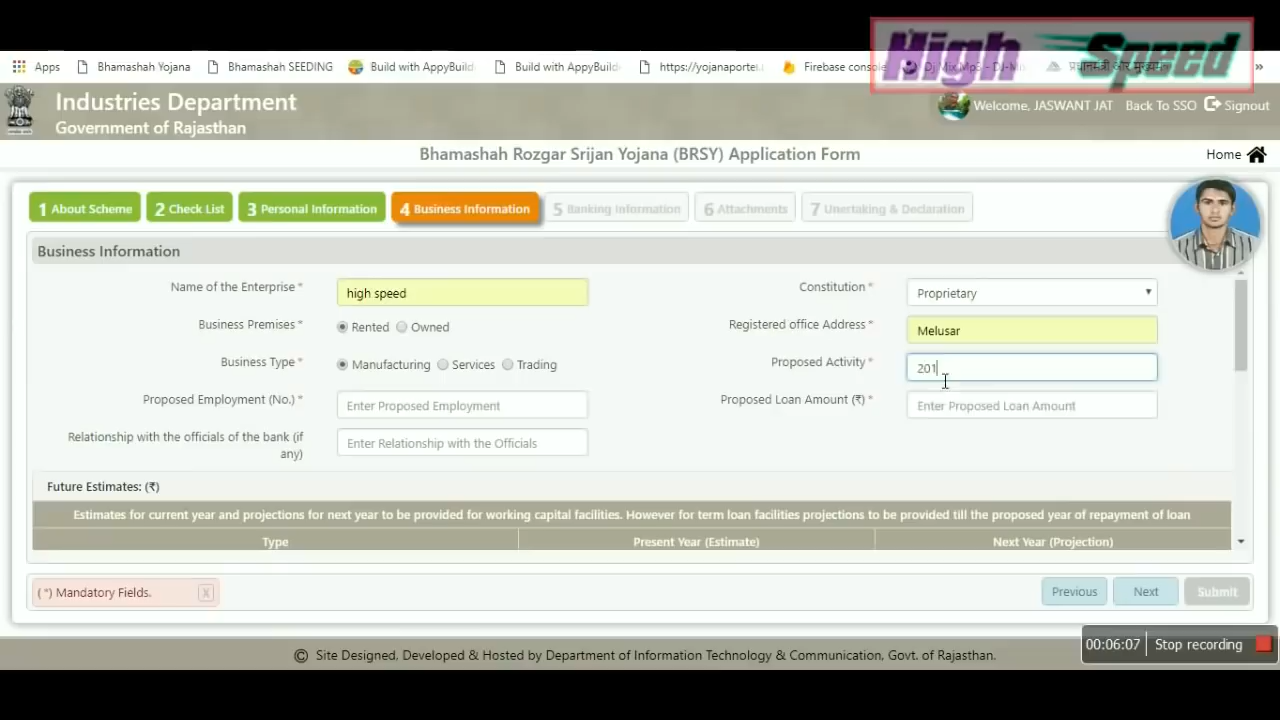 High Speed
Apps Bhamashah Yojana Bhamashah SEEDING Build with AppyBuild Build with AppyBuild https://yojanaportel. Firebase console Dj Mix Mp3 - DJ-Mi प्रधानमंत्री और मुख्यमं »
Industries Department
Government of Rajasthan
Welcome, JASWANT JAT Back To SSO Signout
Bhamashah Rozgar Srijan Yojana (BRSY) Application Form
Home
1 About Scheme 2 Check List 3 Personal Information 4 Business Information 5 Banking Information 6 Attachments 7 Unertaking & Declaration
Business Information
Name of the Enterprise * high speed Constitution * Proprietary
Business Premises * Rented Owned Registered office Address * Melusar
Business Type * Manufacturing Services Trading Proposed Activity * 201
Proposed Employment (No.) * Enter Proposed Employment Proposed Loan Amount (₹) * Enter Proposed Loan Amount
Relationship with the officials of the bank (if any) Enter Relationship with the Officials
Future Estimates: (₹)
Estimates for current year and projections for next year to be provided for working capital facilities. However for term loan facilities projections to be provided till the proposed year of repayment of loan
Type Present Year (Estimate) Next Year (Projection)
(*) Mandatory Fields. X Previous Next Submit
00:06:07 Stop recording
© Site Designed, Developed & Hosted by Department of Information Technology & Communication, Govt. of Rajasthan.